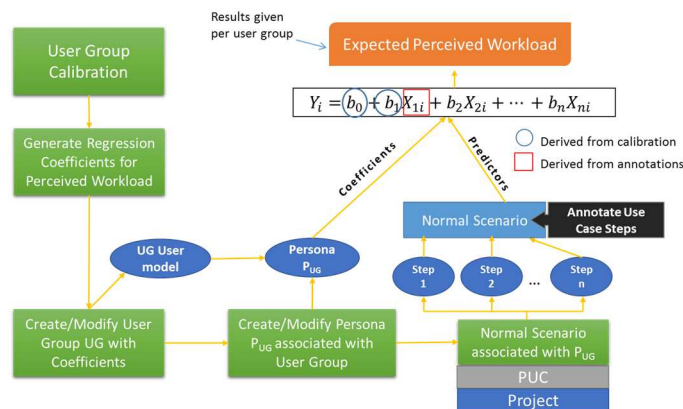 Results given
per user group
Expected Perceived Workload
User Group
Calibration
Yᵢ = b₀ + b₁X₁ᵢ + b₂X₂ᵢ + ⋯ + bₙXₙᵢ
Derived from calibration
Derived from annotations
Generate Regression
Coefficients for
Perceived Workload
Coefficients
Predictors
Normal Scenario
Annotate Use
Case Steps
UG User
model
Persona
P_UG
Step
1
Step
2
...
Step
n
Create/Modify User
Group UG with
Coefficients
Create/Modify Persona
P_UG associated with
User Group
Normal Scenario
associated with P_UG
PUC
Project